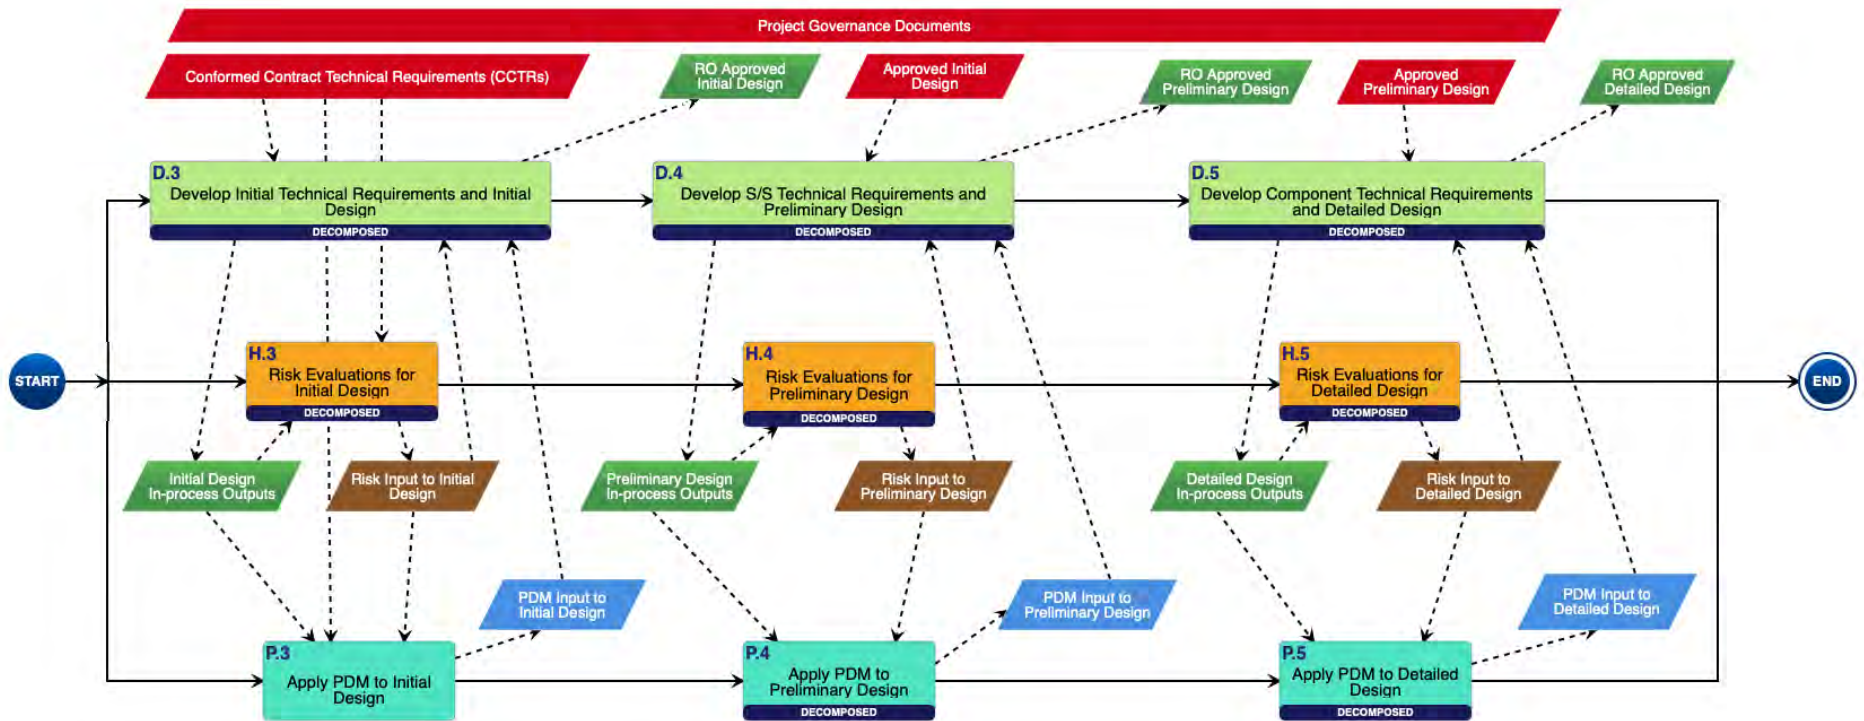 Project Governance Documents
Conformed Contract Technical Requirements (CCTRs)
RO Approved
Initial Design
Approved Initial
Design
RO Approved
Preliminary Design
Approved
Preliminary Design
RO Approved
Detailed Design
D.3
Develop Initial Technical Requirements and Initial
Design
DECOMPOSED
D.4
Develop S/S Technical Requirements and
Preliminary Design
DECOMPOSED
D.5
Develop Component Technical Requirements
and Detailed Design
DECOMPOSED
START
H.3
Risk Evaluations for
Initial Design
DECOMPOSED
H.4
Risk Evaluations for
Preliminary Design
DECOMPOSED
H.5
Risk Evaluations for
Detailed Design
DECOMPOSED
END
Initial Design
In-process Outputs
Risk Input to Initial
Design
Preliminary Design
In-process Outputs
Risk Input to
Preliminary Design
Detailed Design
In-process Outputs
Risk Input to
Detailed Design
PDM Input to
Initial Design
PDM Input to
Preliminary Design
PDM Input to
Detailed Design
P.3
Apply PDM to Initial
Design
P.4
Apply PDM to
Preliminary Design
DECOMPOSED
P.5
Apply PDM to Detailed
Design
DECOMPOSED